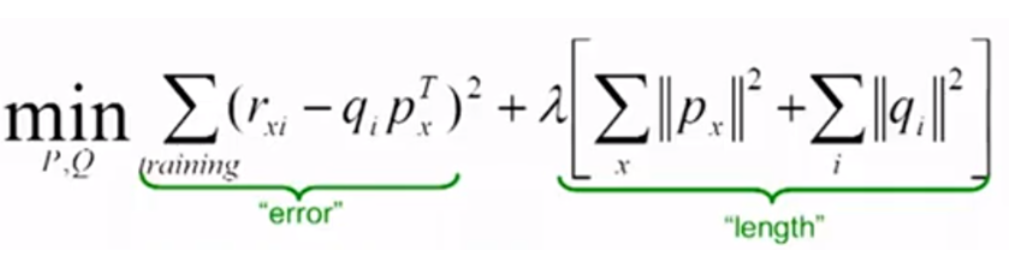 min P,Q ∑ training (r_xi − q_i p_x^T)² + λ[∑ x ‖p_x‖² + ∑ i ‖q_i‖²]
“error”
“length”